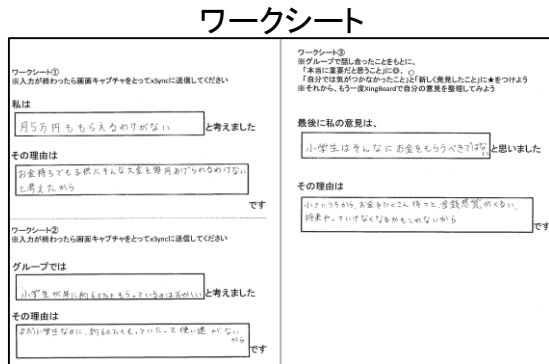 ワークシート
ワークシート①
※入力が終わったら画面キャプチャをとってxSyncに送信してください
私は
月5万円ももらえるわけがない と考えました
その理由は
お金持ちでも子供にそんな大金を毎月あげられるわけない
と考えたから
です
ワークシート②
※入力が終わったら画面キャプチャをとってxSyncに送信してください
グループでは
小学生が年に約60万ももらっているのはおかしい と考えました
その理由は
まだ小学生なのに、約60万ももっていたって使い道がない
から
です
ワークシート③
※グループで話し合ったことをもとに、
「本当に重要だと思うこと」に◎、
「自分では気がつかなかったこと」と「新しく発見したこと」に★をつけよう
※それから、もう一度XingBoardで自分の意見を整理してみよう
最後に私の意見は、
小学生はそんなにお金をもらうべきではない と思いました
その理由は
小さいうちから、お金をたくさん持つと、金銭感覚がくるい、
将来やっていけなくなるかもしれないから
です